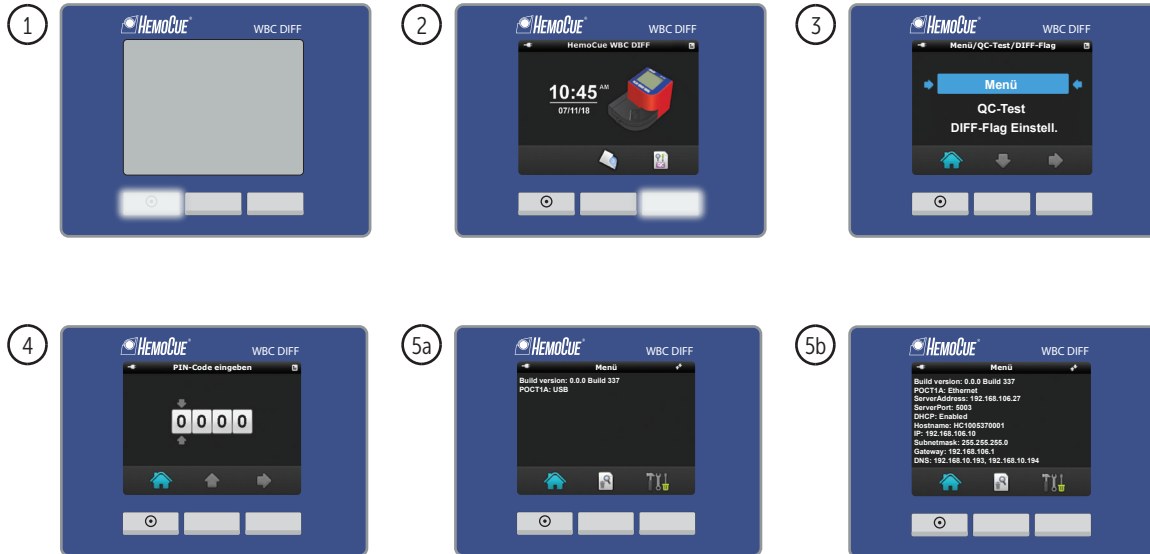 1
HemoCue®
WBC DIFF
2
HemoCue®
WBC DIFF
HemoCue WBC DIFF
L
10:45 AM
07/11/18
3
HemoCue®
WBC DIFF
Menü/QC-Test/DIFF-Flag
L
Menü
QC-Test
DIFF-Flag Einstell.
4
HemoCue®
WBC DIFF
PIN-Code eingeben
L
0 0 0 0
5a
HemoCue®
WBC DIFF
Menü
Build version: 0.0.0 Build 337
POCT1A: USB
5b
HemoCue®
WBC DIFF
Menü
Build version: 0.0.0 Build 337
POCT1A: Ethernet
ServerAddress: 192.168.106.27
ServerPort: 5003
DHCP: Enabled
Hostname: HC1005370001
IP: 192.168.106.10
Subnetmask: 255.255.255.0
Gateway: 192.168.106.1
DNS: 192.168.10.193, 192.168.10.194